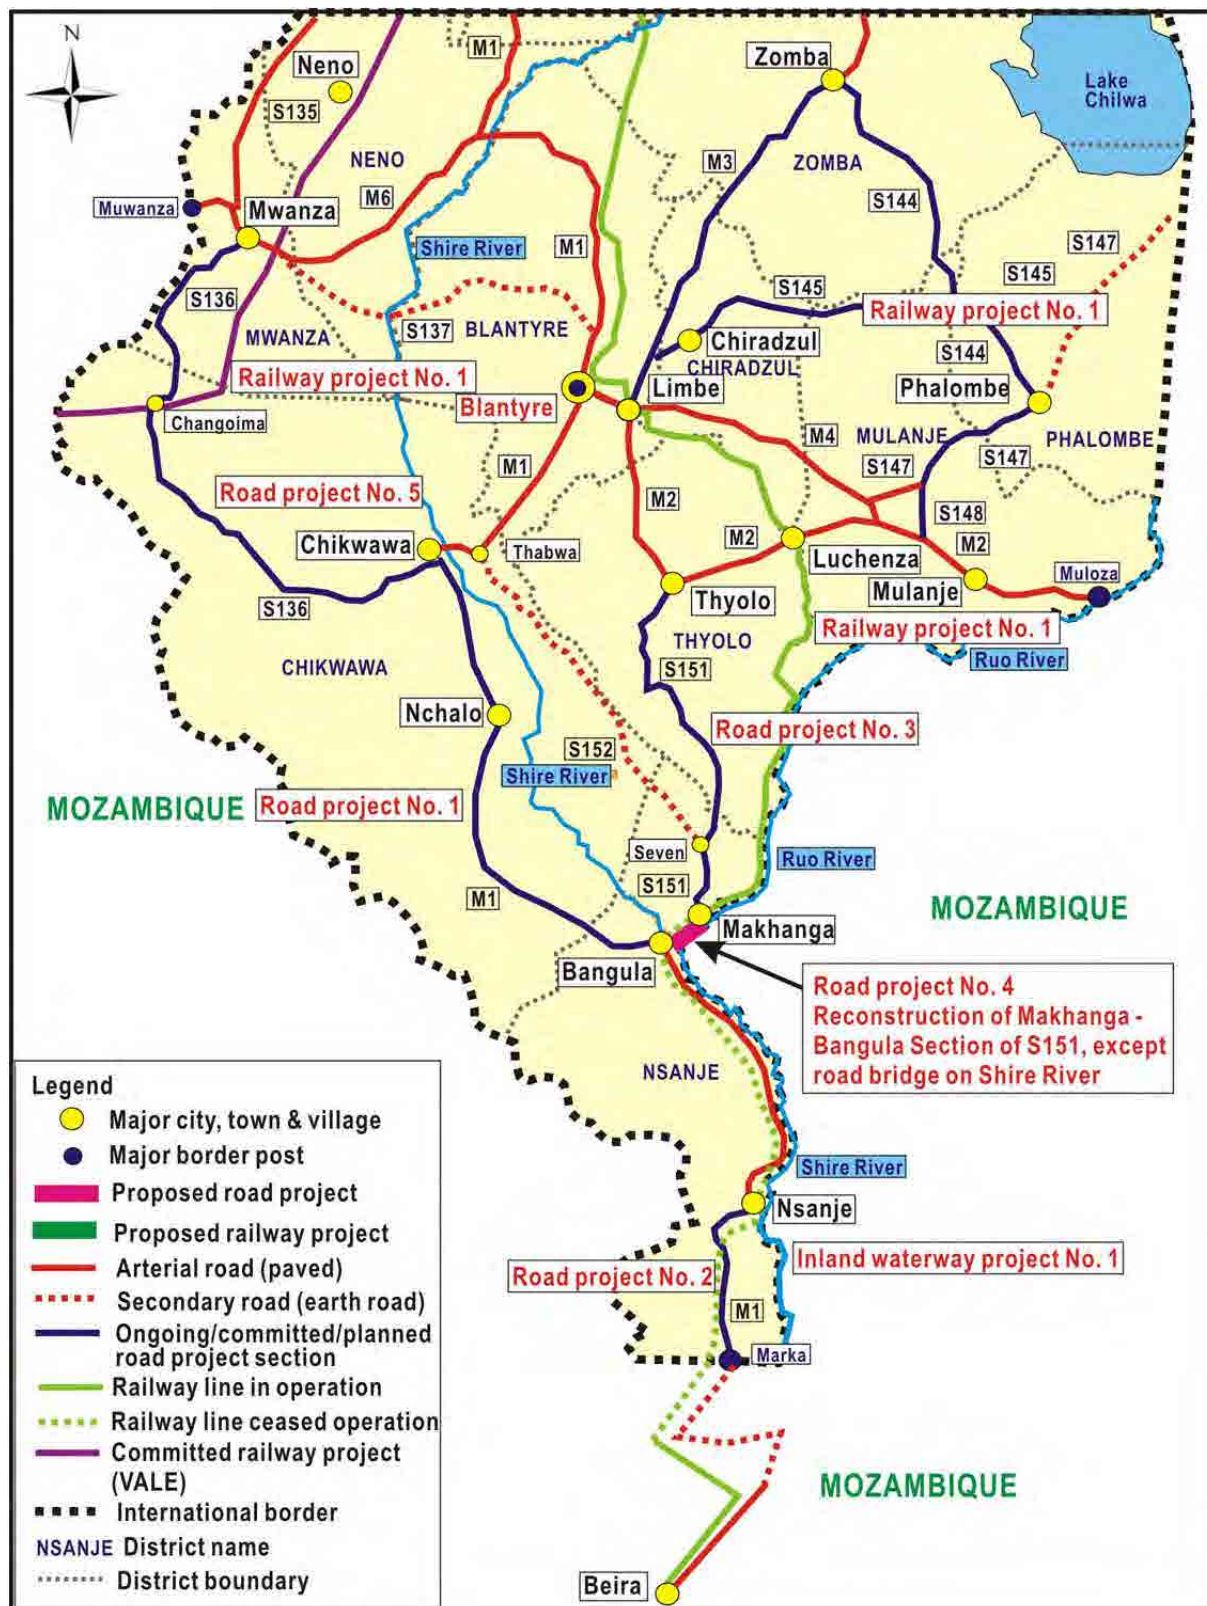 N
Neno
S135
M1
Zomba
Lake
Chilwa
NENO
M3
ZOMBA
Muwanza
Mwanza
M6
S144
Shire River
M1
S147
S145
S136
S145
Railway project No. 1
MWANZA
S137
BLANTYRE
Chiradzul
CHIRADZUL
S144
Railway project No. 1
Limbe
Phalombe
Changoima
Blantyre
M4
MULANJE
PHALOMBE
M1
S147
S147
Road project No. 5
M2
S148
Chikwawa
Thabwa
M2
Luchenza
M2
S136
Thyolo
Mulanje
Muloza
Railway project No. 1
THYOLO
CHIKWAWA
S151
Ruo River
Nchalo
Road project No. 3
S152
Shire River
MOZAMBIQUE
Road project No. 1
Seven
Ruo River
M1
S151
MOZAMBIQUE
Makhanga
Bangula
Road project No. 4
Reconstruction of Makhanga -
Bangula Section of S151, except
road bridge on Shire River
NSANJE
Shire River
Nsanje
Road project No. 2
Inland waterway project No. 1
M1
Marka
MOZAMBIQUE
Beira
Legend
Major city, town & village
Major border post
Proposed road project
Proposed railway project
Arterial road (paved)
Secondary road (earth road)
Ongoing/committed/planned
road project section
Railway line in operation
Railway line ceased operation
Committed railway project
(VALE)
International border
NSANJE District name
District boundary